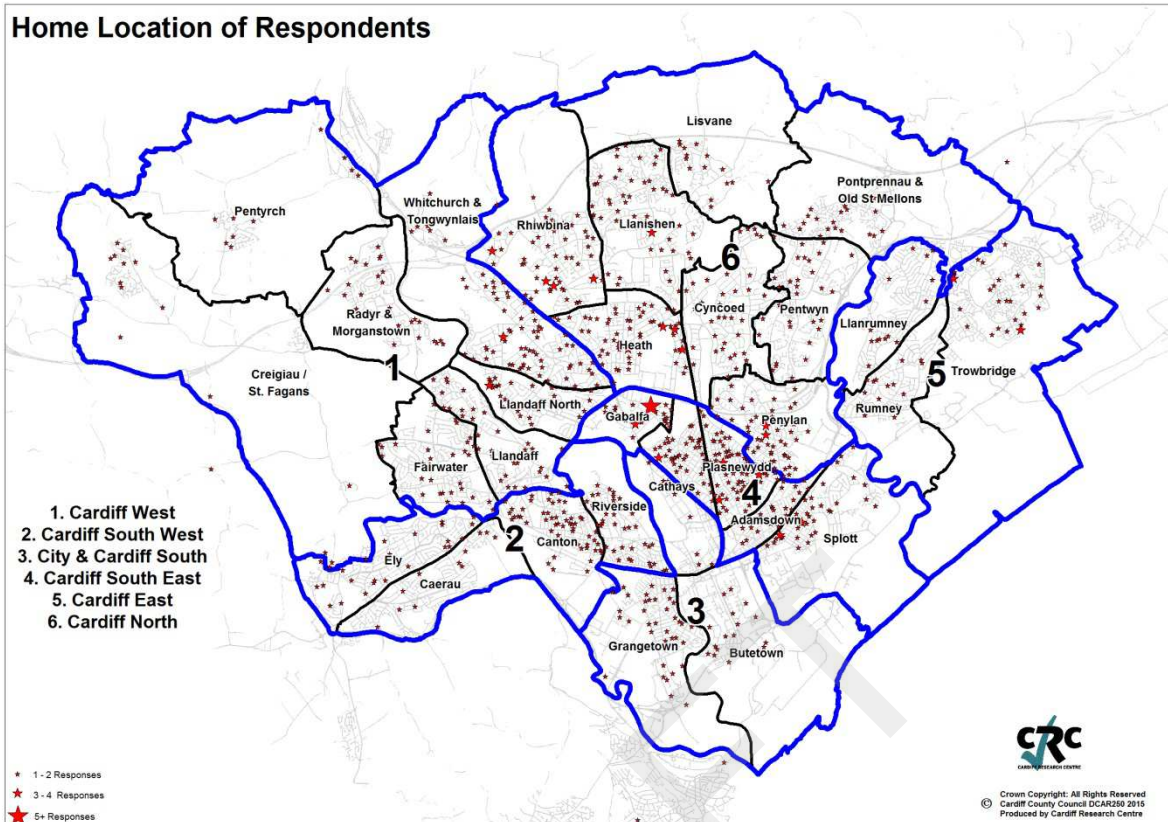 Home Location of Respondents
Lisvane
Pontprennau &
Old St Mellons
Whitchurch &
Tongwynlais
Pentyrch
Rhiwbina
Llanishen
6
Cyncoed
Pentwyn
Radyr &
Morganstown
Llanrumney
Heath
1
5
Trowbridge
Creigiau /
St. Fagans
Rumney
Llandaff North
Gabalfa
Penylan
Llandaff
Fairwater
Plasnewydd
Cathays
4
Riverside
Adamsdown
Splott
2
Canton
Ely
Caerau
3
Grangetown
Butetown
1. Cardiff West
2. Cardiff South West
3. City & Cardiff South
4. Cardiff South East
5. Cardiff East
6. Cardiff North
1 - 2 Responses
3 - 4 Responses
5+ Responses
CRC
CARDIFF RESEARCH CENTRE
Crown Copyright: All Rights Reserved
© Cardiff County Council DCAR250 2015
Produced by Cardiff Research Centre